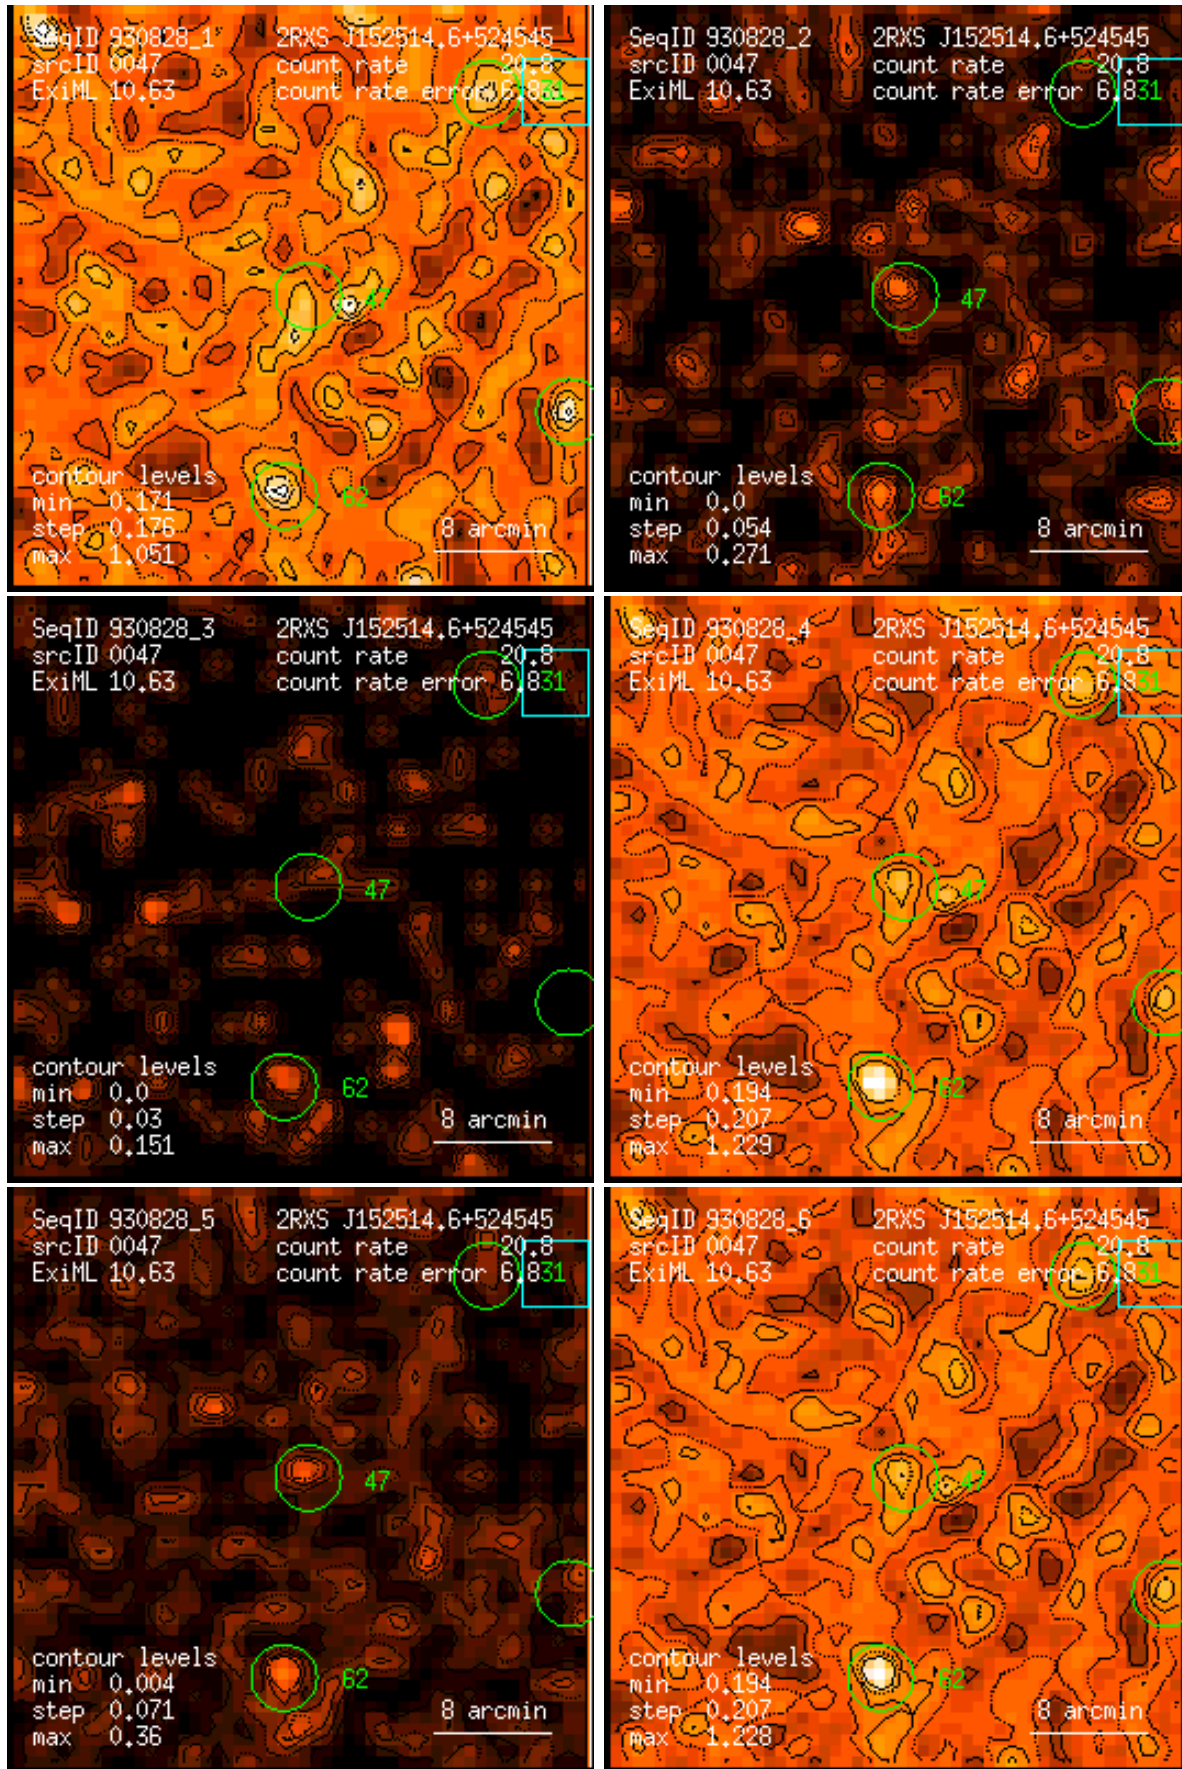 SeqID 930828_1 2RXS J152514.6+524545
srcID 0047 count rate 20.8
ExiML 10.63 count rate error 6.831
47
62
contour levels
min 0.171
step 0.176 8 arcmin
max 1.051
SeqID 930828_2 2RXS J152514.6+524545
srcID 0047 count rate 20.8
ExiML 10.63 count rate error 6.831
47
62
contour levels
min 0.0
step 0.054 8 arcmin
max 0.271
SeqID 930828_3 2RXS J152514.6+524545
srcID 0047 count rate 20.8
ExiML 10.63 count rate error 6.831
47
contour levels
min 0.0 62
step 0.03 8 arcmin
max 0.151
SeqID 930828_4 2RXS J152514.6+524545
srcID 0047 count rate 20.8
ExiML 10.63 count rate error 6.831
47
contour levels
min 0.194 62
step 0.207 8 arcmin
max 1.229
SeqID 930828_5 2RXS J152514.6+524545
srcID 0047 count rate 20.8
ExiML 10.63 count rate error 6.831
47
contour levels
min 0.004 62
step 0.071 8 arcmin
max 0.36
SeqID 930828_6 2RXS J152514.6+524545
srcID 0047 count rate 20.8
ExiML 10.63 count rate error 6.831
47
contour levels
min 0.194 62
step 0.207 8 arcmin
max 1.228